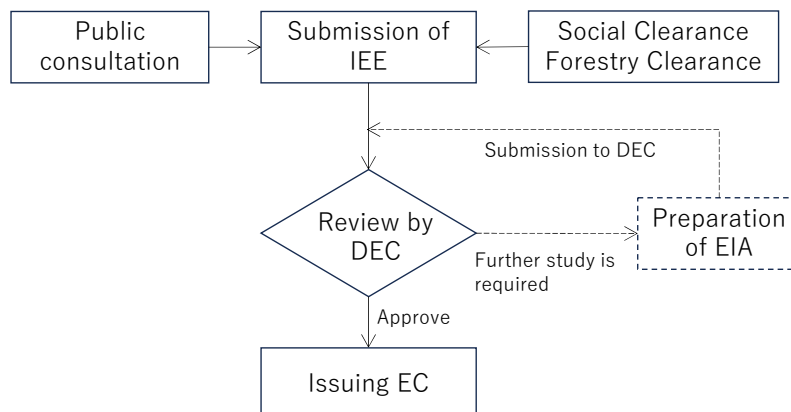 Public
consultation
Submission of
IEE
Social Clearance
Forestry Clearance
Submission to DEC
Review by
DEC
Preparation
of EIA
Further study is
required
Approve
Issuing EC